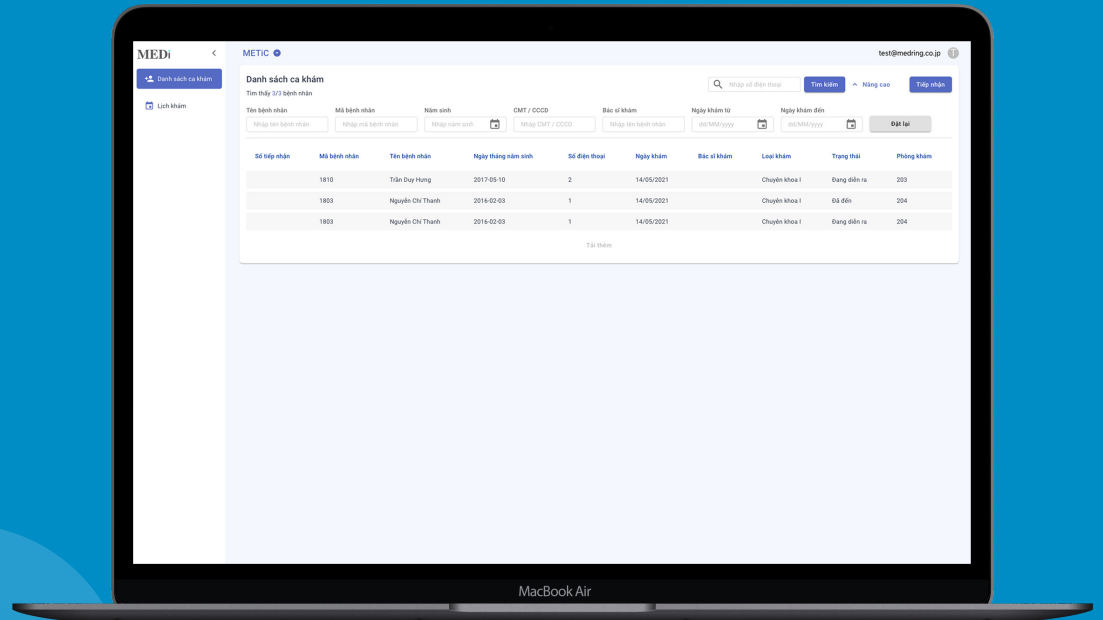 MEDi
METiC
test@medring.co.jp
T
Danh sách ca khám
Lịch khám
Danh sách ca khám
Tìm thấy 3/3 bệnh nhân
Nhập số điện thoại
Tìm kiếm
Nâng cao
Tiếp nhận
Tên bệnh nhân Mã bệnh nhân Năm sinh CMT / CCCD Bác sĩ khám Ngày khám từ Ngày khám đến
Nhập tên bệnh nhân Nhập mã bệnh nhân Nhập năm sinh Nhập CMT / CCCD Nhập tên bệnh nhân dd/MM/yyyy dd/MM/yyyy Đặt lại
Số tiếp nhận Mã bệnh nhân Tên bệnh nhân Ngày tháng năm sinh Số điện thoại Ngày khám Bác sĩ khám Loại khám Trạng thái Phòng khám
1810 Trần Duy Hưng 2017-05-10 2 14/05/2021 Chuyên khoa I Đang diễn ra 203
1803 Nguyễn Chí Thanh 2016-02-03 1 14/05/2021 Chuyên khoa I Đã đến 204
1803 Nguyễn Chí Thanh 2016-02-03 1 14/05/2021 Chuyên khoa I Đang diễn ra 204
Tải thêm
MacBook Air